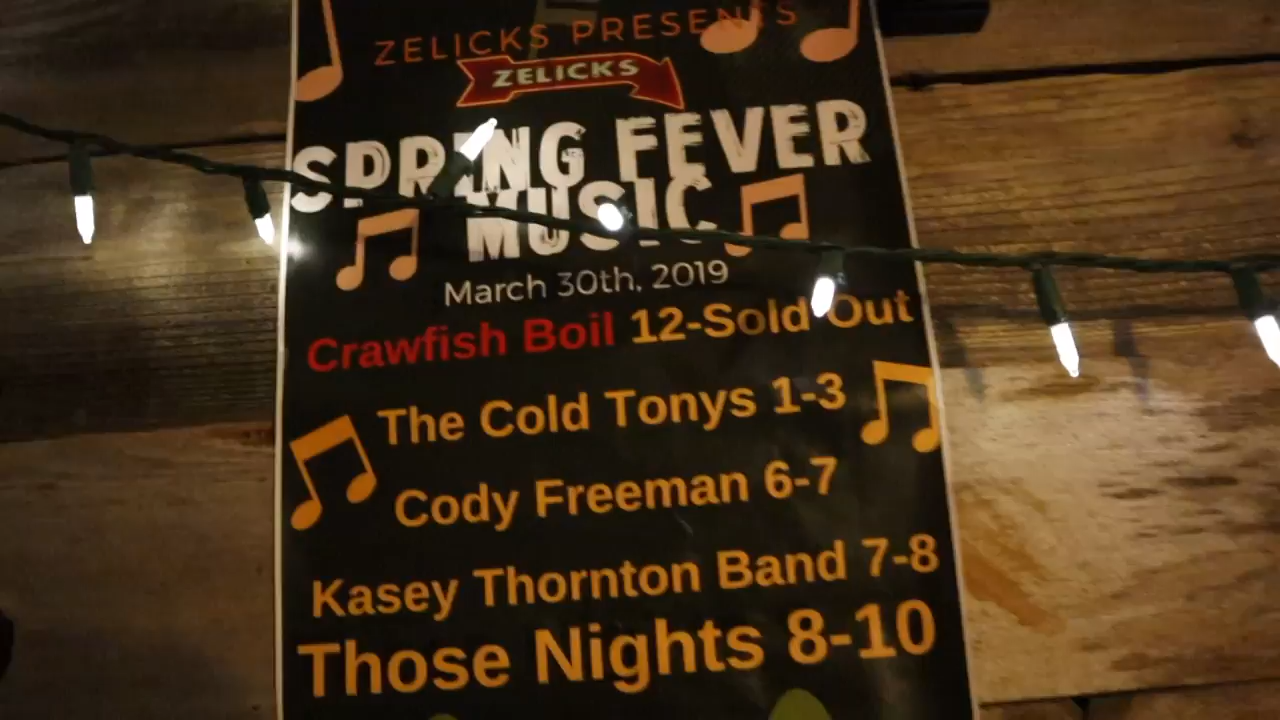 ZELICKS PRESENTS
ZELICKS
SPRING FEVER
MUSIC
March 30th, 2019
Crawfish Boil 12-Sold Out
The Cold Tonys 1-3
Cody Freeman 6-7
Kasey Thornton Band 7-8
Those Nights 8-10